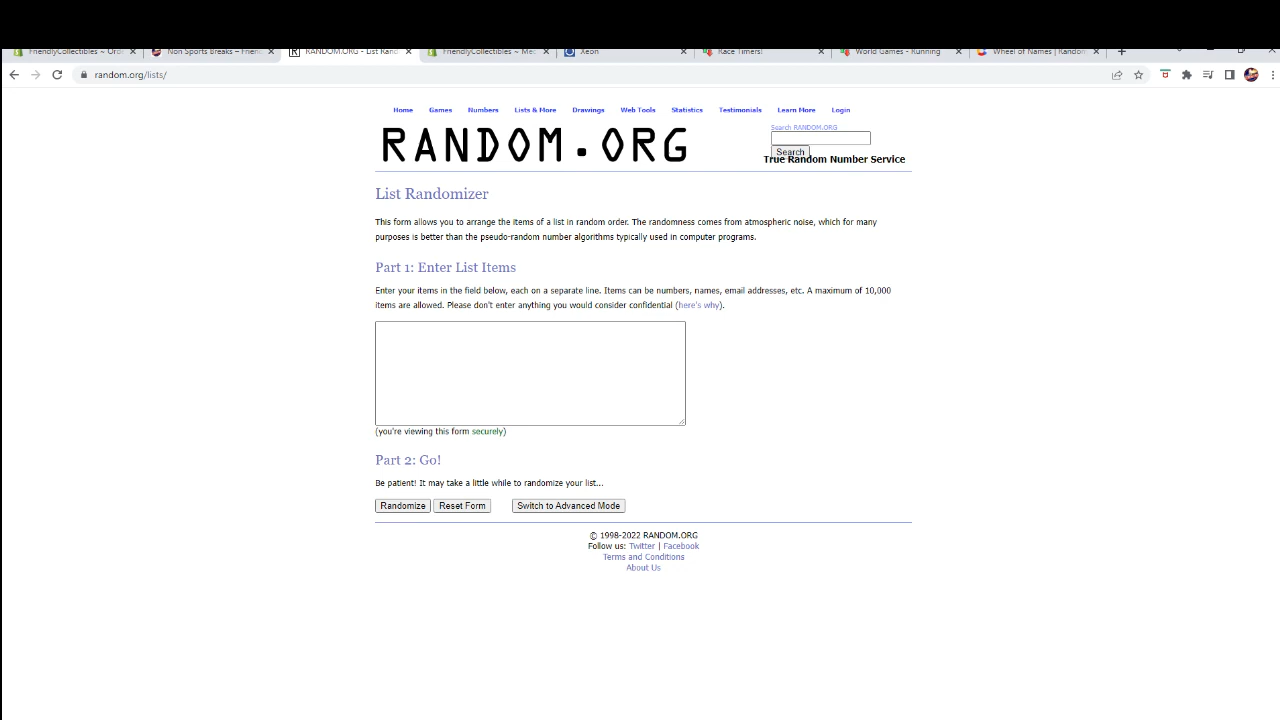 FriendlyCollectibles ~ Ord
Non Sports Breaks – Frien
RANDOM.ORG - List Ran
FriendlyCollectibles ~ Me
Xeon
Race Timers!
World Games - Running
Wheel of Names | Random
random.org/lists/
Home Games Numbers Lists & More Drawings Web Tools Statistics Testimonials Learn More Login
RANDOM.ORG
Search RANDOM.ORG
Search
True Random Number Service
List Randomizer
This form allows you to arrange the items of a list in random order. The randomness comes from atmospheric noise, which for many
purposes is better than the pseudo-random number algorithms typically used in computer programs.
Part 1: Enter List Items
Enter your items in the field below, each on a separate line. Items can be numbers, names, email addresses, etc. A maximum of 10,000
items are allowed. Please don't enter anything you would consider confidential (here's why).
(you're viewing this form securely)
Part 2: Go!
Be patient! It may take a little while to randomize your list...
Randomize Reset Form Switch to Advanced Mode
© 1998-2022 RANDOM.ORG
Follow us: Twitter | Facebook
Terms and Conditions
About Us